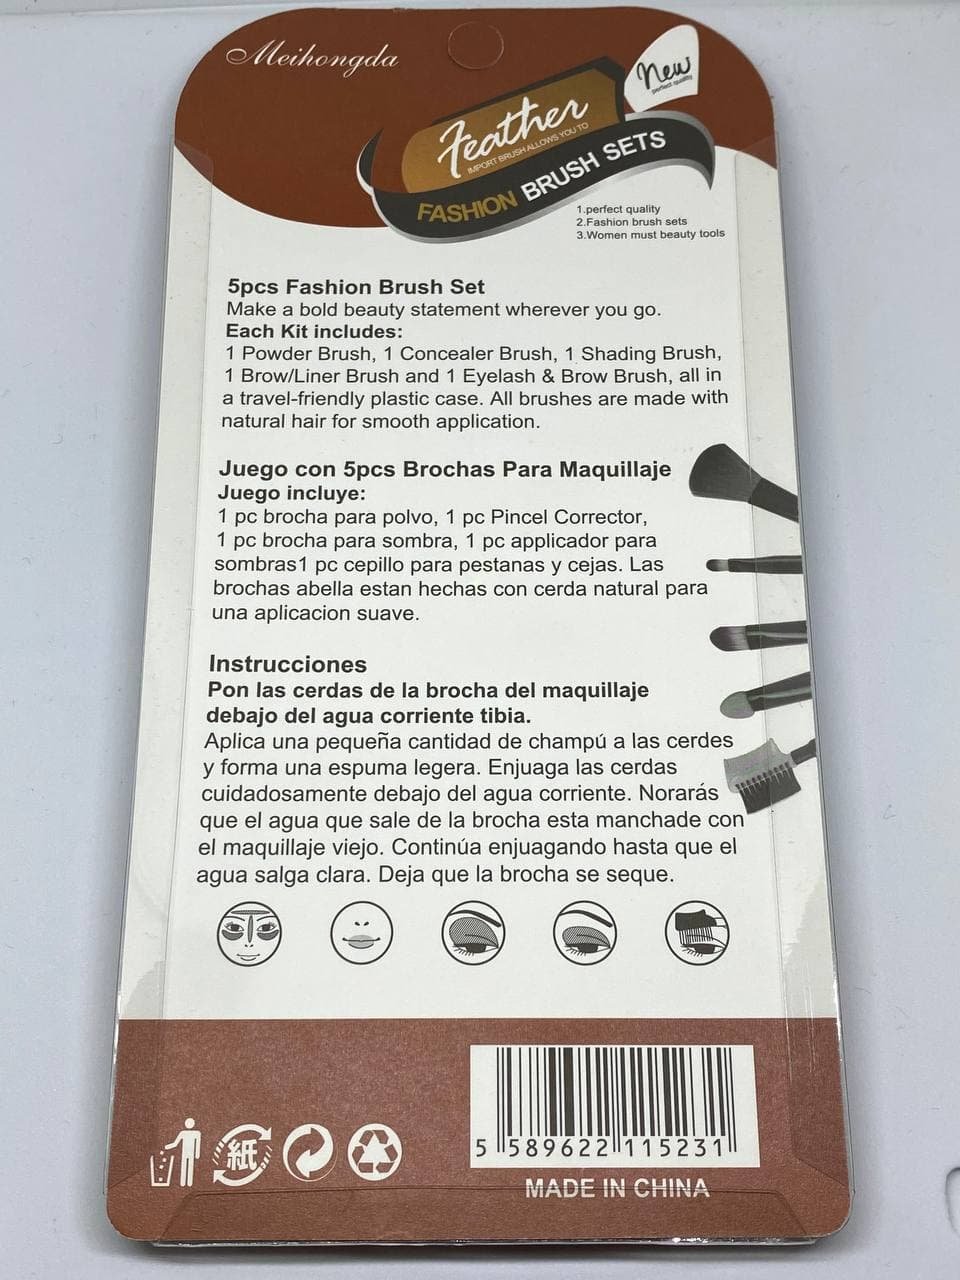 Meihongda
New
perfect quality
Feather
IMPORT BRUSH ALLOWS YOU TO
FASHION BRUSH SETS
1.perfect quality
2.Fashion brush sets
3.Women must beauty tools
5pcs Fashion Brush Set
Make a bold beauty statement wherever you go.
Each Kit includes:
1 Powder Brush, 1 Concealer Brush, 1 Shading Brush,
1 Brow/Liner Brush and 1 Eyelash & Brow Brush, all in
a travel-friendly plastic case. All brushes are made with
natural hair for smooth application.
Juego con 5pcs Brochas Para Maquillaje
Juego incluye:
1 pc brocha para polvo, 1 pc Pincel Corrector,
1 pc brocha para sombra, 1 pc applicador para
sombras1 pc cepillo para pestanas y cejas. Las
brochas abella estan hechas con cerda natural para
una aplicacion suave.
Instrucciones
Pon las cerdas de la brocha del maquillaje
debajo del agua corriente tibia.
Aplica una pequeña cantidad de champú a las cerdes
y forma una espuma legera. Enjuaga las cerdas
cuidadosamente debajo del agua corriente. Norarás
que el agua que sale de la brocha esta manchade con
el maquillaje viejo. Continúa enjuagando hasta que el
agua salga clara. Deja que la brocha se seque.
紙
5 589622 115231
MADE IN CHINA